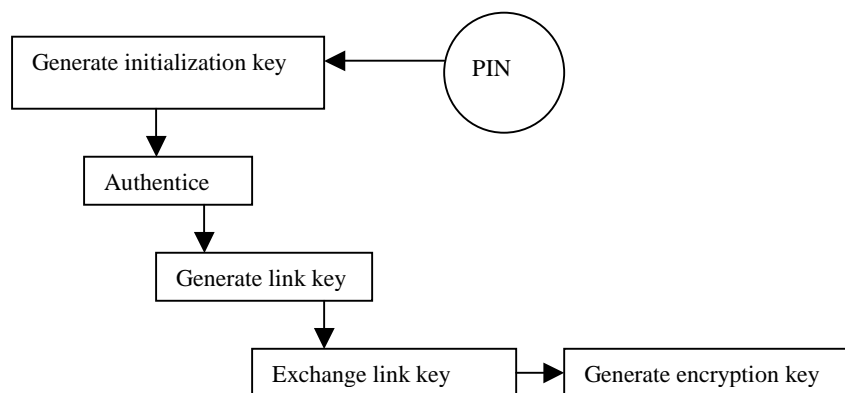 Generate initialization key
PIN
Authentice
Generate link key
Exchange link key
Generate encryption key